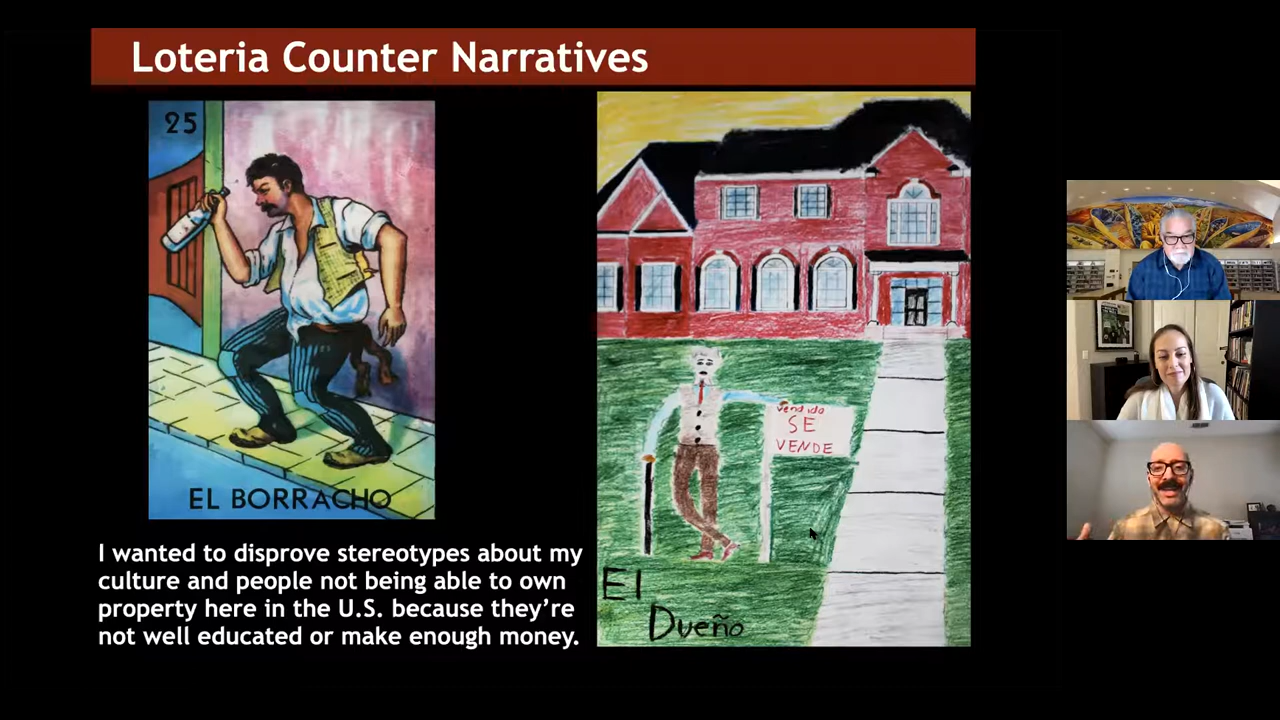 Loteria Counter Narratives
25
EL BORRACHO
I wanted to disprove stereotypes about my
culture and people not being able to own
property here in the U.S. because they're
not well educated or make enough money.
Vendido
SE
VENDE
El
Dueño